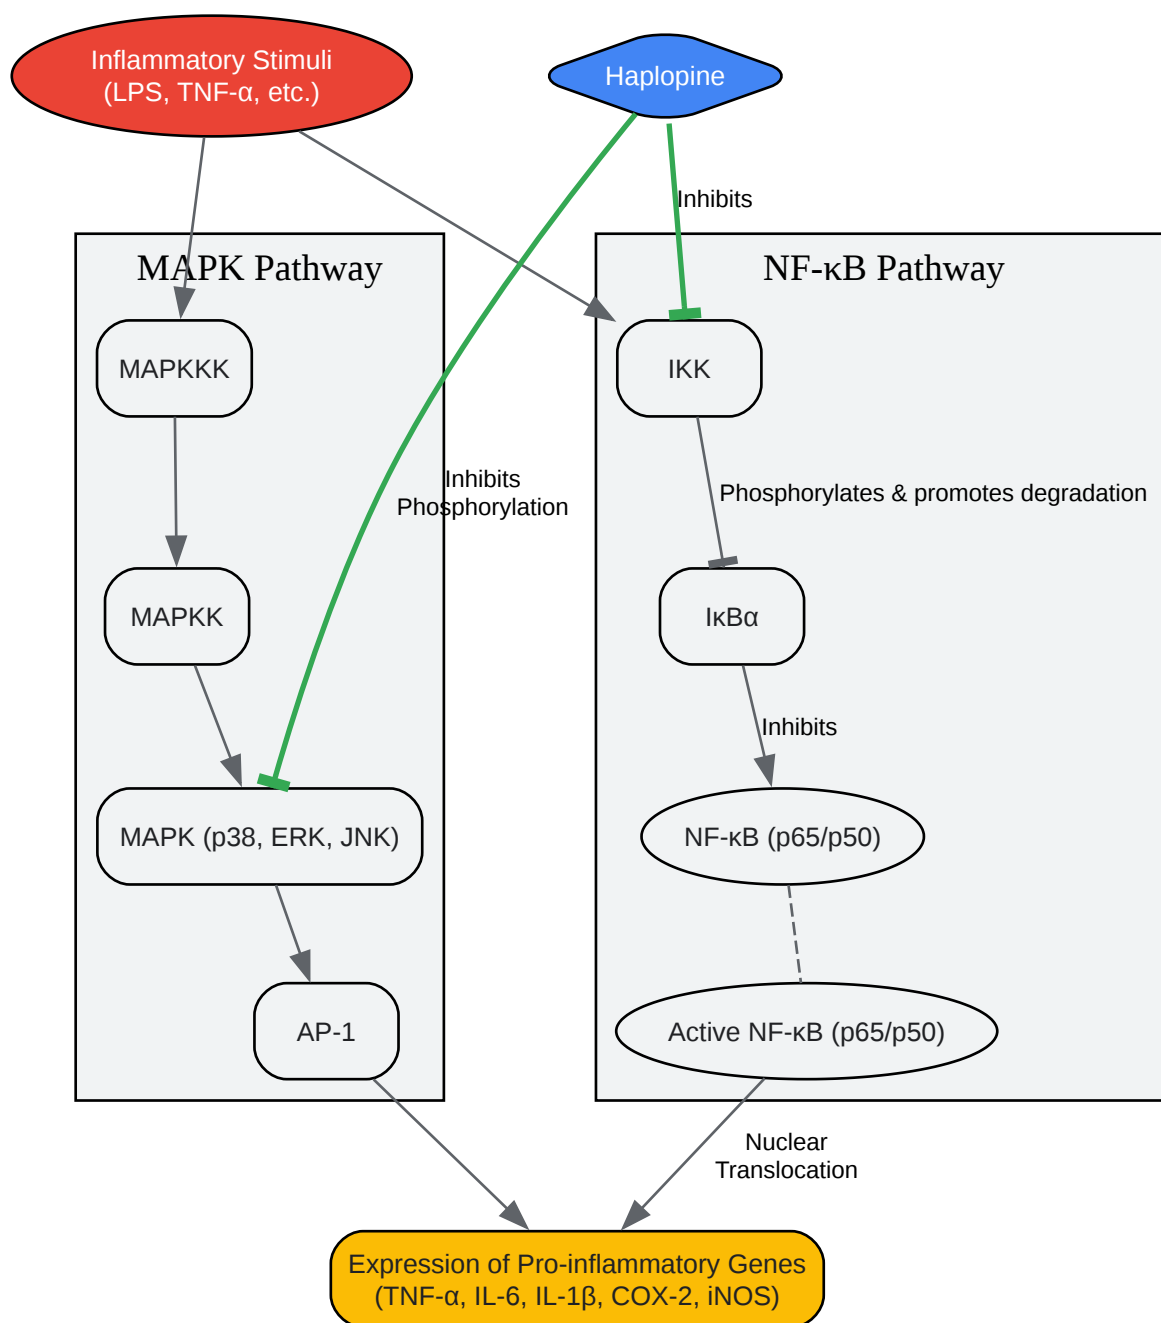 Inflammatory Stimuli
(LPS, TNF-α, etc.)
Haplopine
Inhibits
MAPK Pathway
NF-κB Pathway
MAPKKK
IKK
Inhibits
Phosphorylation
Phosphorylates & promotes degradation
MAPKK
IκBα
Inhibits
MAPK (p38, ERK, JNK)
NF-κB (p65/p50)
AP-1
Active NF-κB (p65/p50)
Nuclear
Translocation
Expression of Pro-inflammatory Genes
(TNF-α, IL-6, IL-1β, COX-2, iNOS)